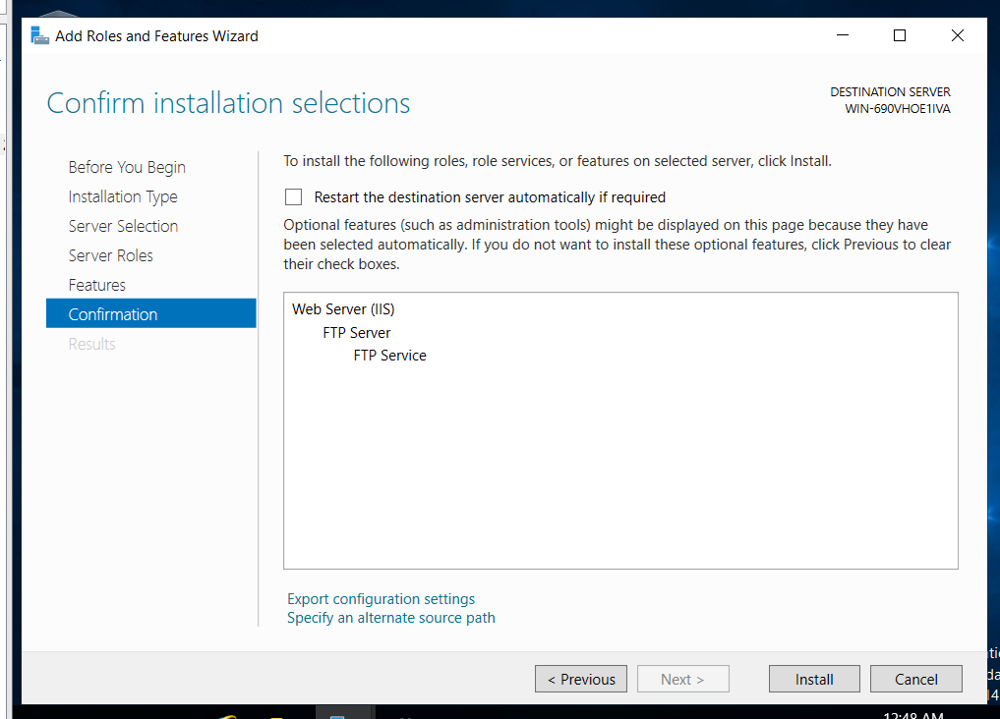 Add Roles and Features Wizard
Confirm installation selections
DESTINATION SERVER
WIN-690VHOE1IVA
Before You Begin
Installation Type
Server Selection
Server Roles
Features
Confirmation
Results
To install the following roles, role services, or features on selected server, click Install.
Restart the destination server automatically if required
Optional features (such as administration tools) might be displayed on this page because they have
been selected automatically. If you do not want to install these optional features, click Previous to clear
their check boxes.
Web Server (IIS)
FTP Server
FTP Service
Export configuration settings
Specify an alternate source path
< Previous
Next >
Install
Cancel
12:48 AM